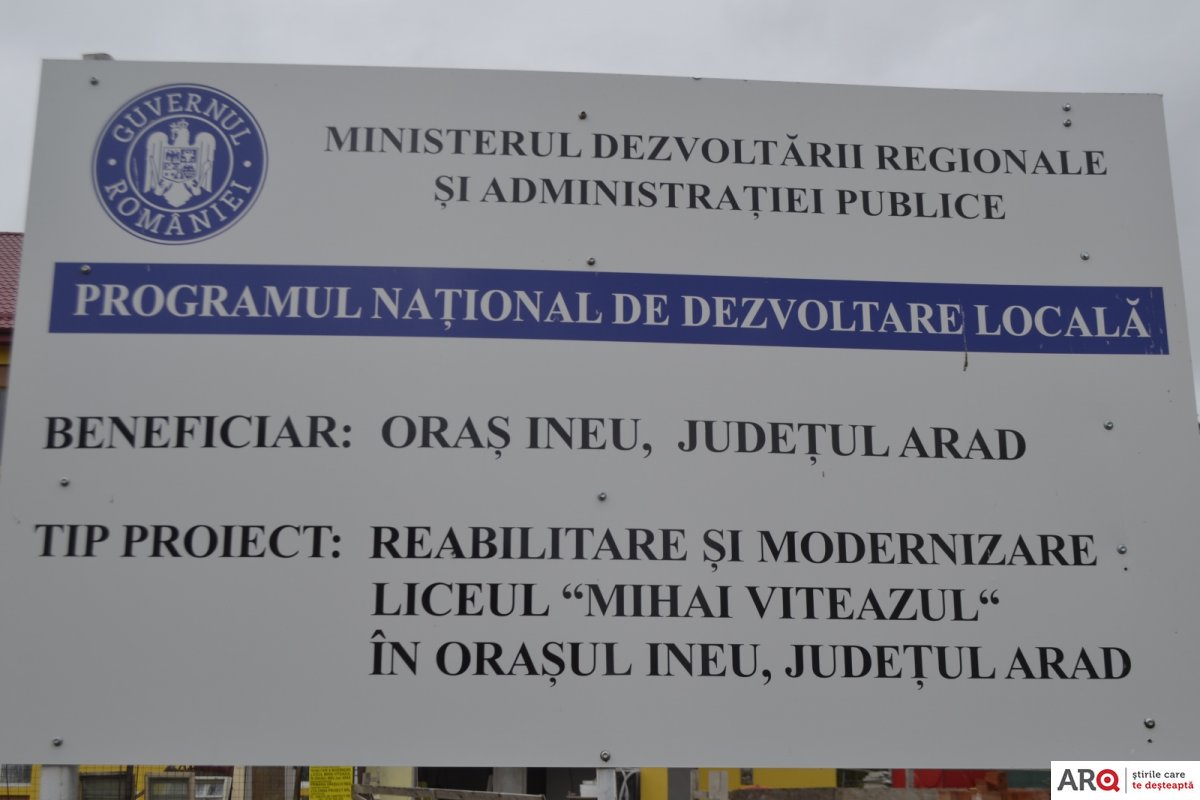 GUVERNUL ROMÂNIEI
MINISTERUL DEZVOLTĂRII REGIONALE
ȘI ADMINISTRAȚIEI PUBLICE
PROGRAMUL NAȚIONAL DE DEZVOLTARE LOCALĂ
BENEFICIAR: ORAȘ INEU, JUDEȚUL ARAD
TIP PROIECT: REABILITARE ȘI MODERNIZARE
LICEUL “MIHAI VITEAZUL“
ÎN ORAȘUL INEU, JUDEȚUL ARAD
ARQ știrile care
te deșteaptă